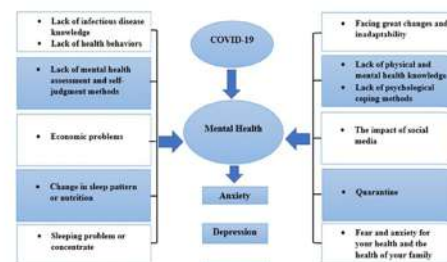 • Lack of infectious disease
knowledge
• Lack of health behaviors
• Lack of mental health
assessment and self-
judgment methods
• Economic problems
• Change in sleep pattern
or nutrition
• Sleeping problem or
concentrate
COVID-19
Mental Health
Anxiety
Depression
• Facing great changes and
inadaptability
• Lack of physical and
mental health knowledge
• Lack of psychological
coping methods
• The impact of social
media
• Quarantine
• Fear and anxiety for
your health and the
health of your family